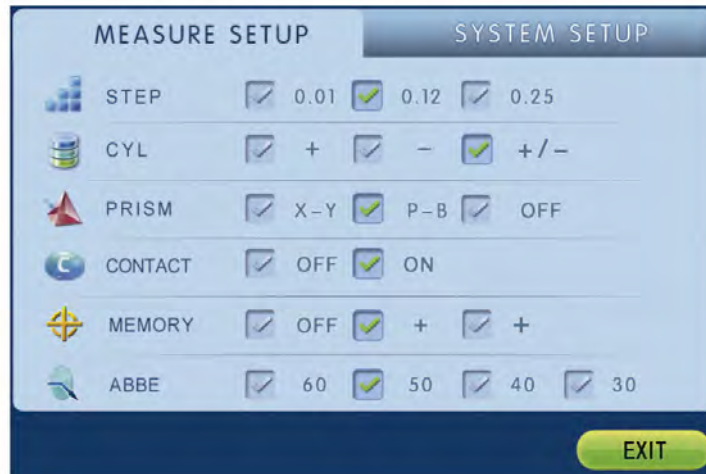 MEASURE SETUP SYSTEM SETUP
STEP 0.01 0.12 0.25
CYL + - +/-
PRISM X-Y P-B OFF
C CONTACT OFF ON
MEMORY OFF + +
ABBE 60 50 40 30
EXIT